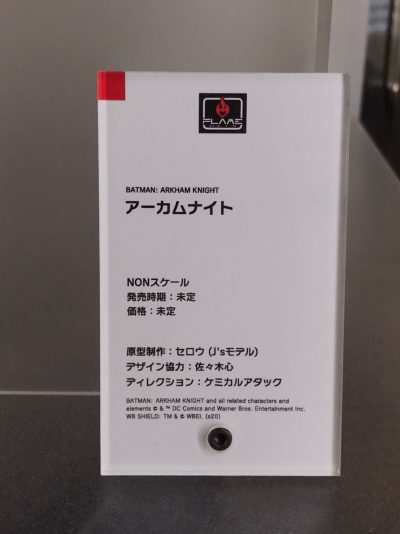 FLAME
BATMAN: ARKHAM KNIGHT
アーカムナイト
NONスケール
発売時期：未定
価格：未定
原型制作：セロウ (J'sモデル)
デザイン協力：佐々木心
ディレクション：ケミカルアタック
BATMAN: ARKHAM KNIGHT and all related characters and
elements © & ™ DC Comics and Warner Bros. Entertainment Inc.
WB SHIELD: TM & © WBEI. (s20)